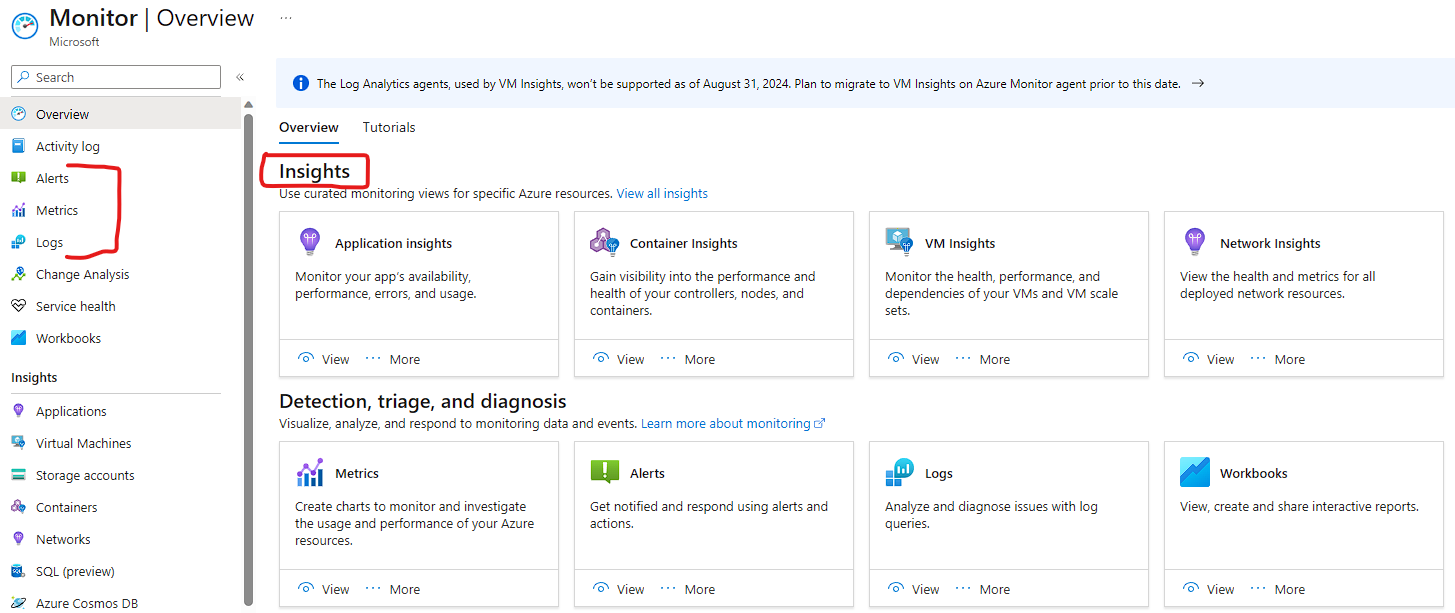 Monitor | Overview ...
Microsoft
Search
«
Overview
Activity log
Alerts
Metrics
Logs
Change Analysis
Service health
Workbooks
Insights
Applications
Virtual Machines
Storage accounts
Containers
Networks
SQL (preview)
Azure Cosmos DB
The Log Analytics agents, used by VM Insights, won't be supported as of August 31, 2024. Plan to migrate to VM Insights on Azure Monitor agent prior to this date. →
Overview Tutorials
Insights
Use curated monitoring views for specific Azure resources. View all insights
Application insights
Monitor your app's availability,
performance, errors, and usage.
View ... More
Container Insights
Gain visibility into the performance and
health of your controllers, nodes, and
containers.
View ... More
VM Insights
Monitor the health, performance, and
dependencies of your VMs and VM scale
sets.
View ... More
Network Insights
View the health and metrics for all
deployed network resources.
View ... More
Detection, triage, and diagnosis
Visualize, analyze, and respond to monitoring data and events. Learn more about monitoring
Metrics
Create charts to monitor and investigate
the usage and performance of your Azure
resources.
View ... More
Alerts
Get notified and respond using alerts and
actions.
View ... More
Logs
Analyze and diagnose issues with log
queries.
View ... More
Workbooks
View, create and share interactive reports.
View ... More